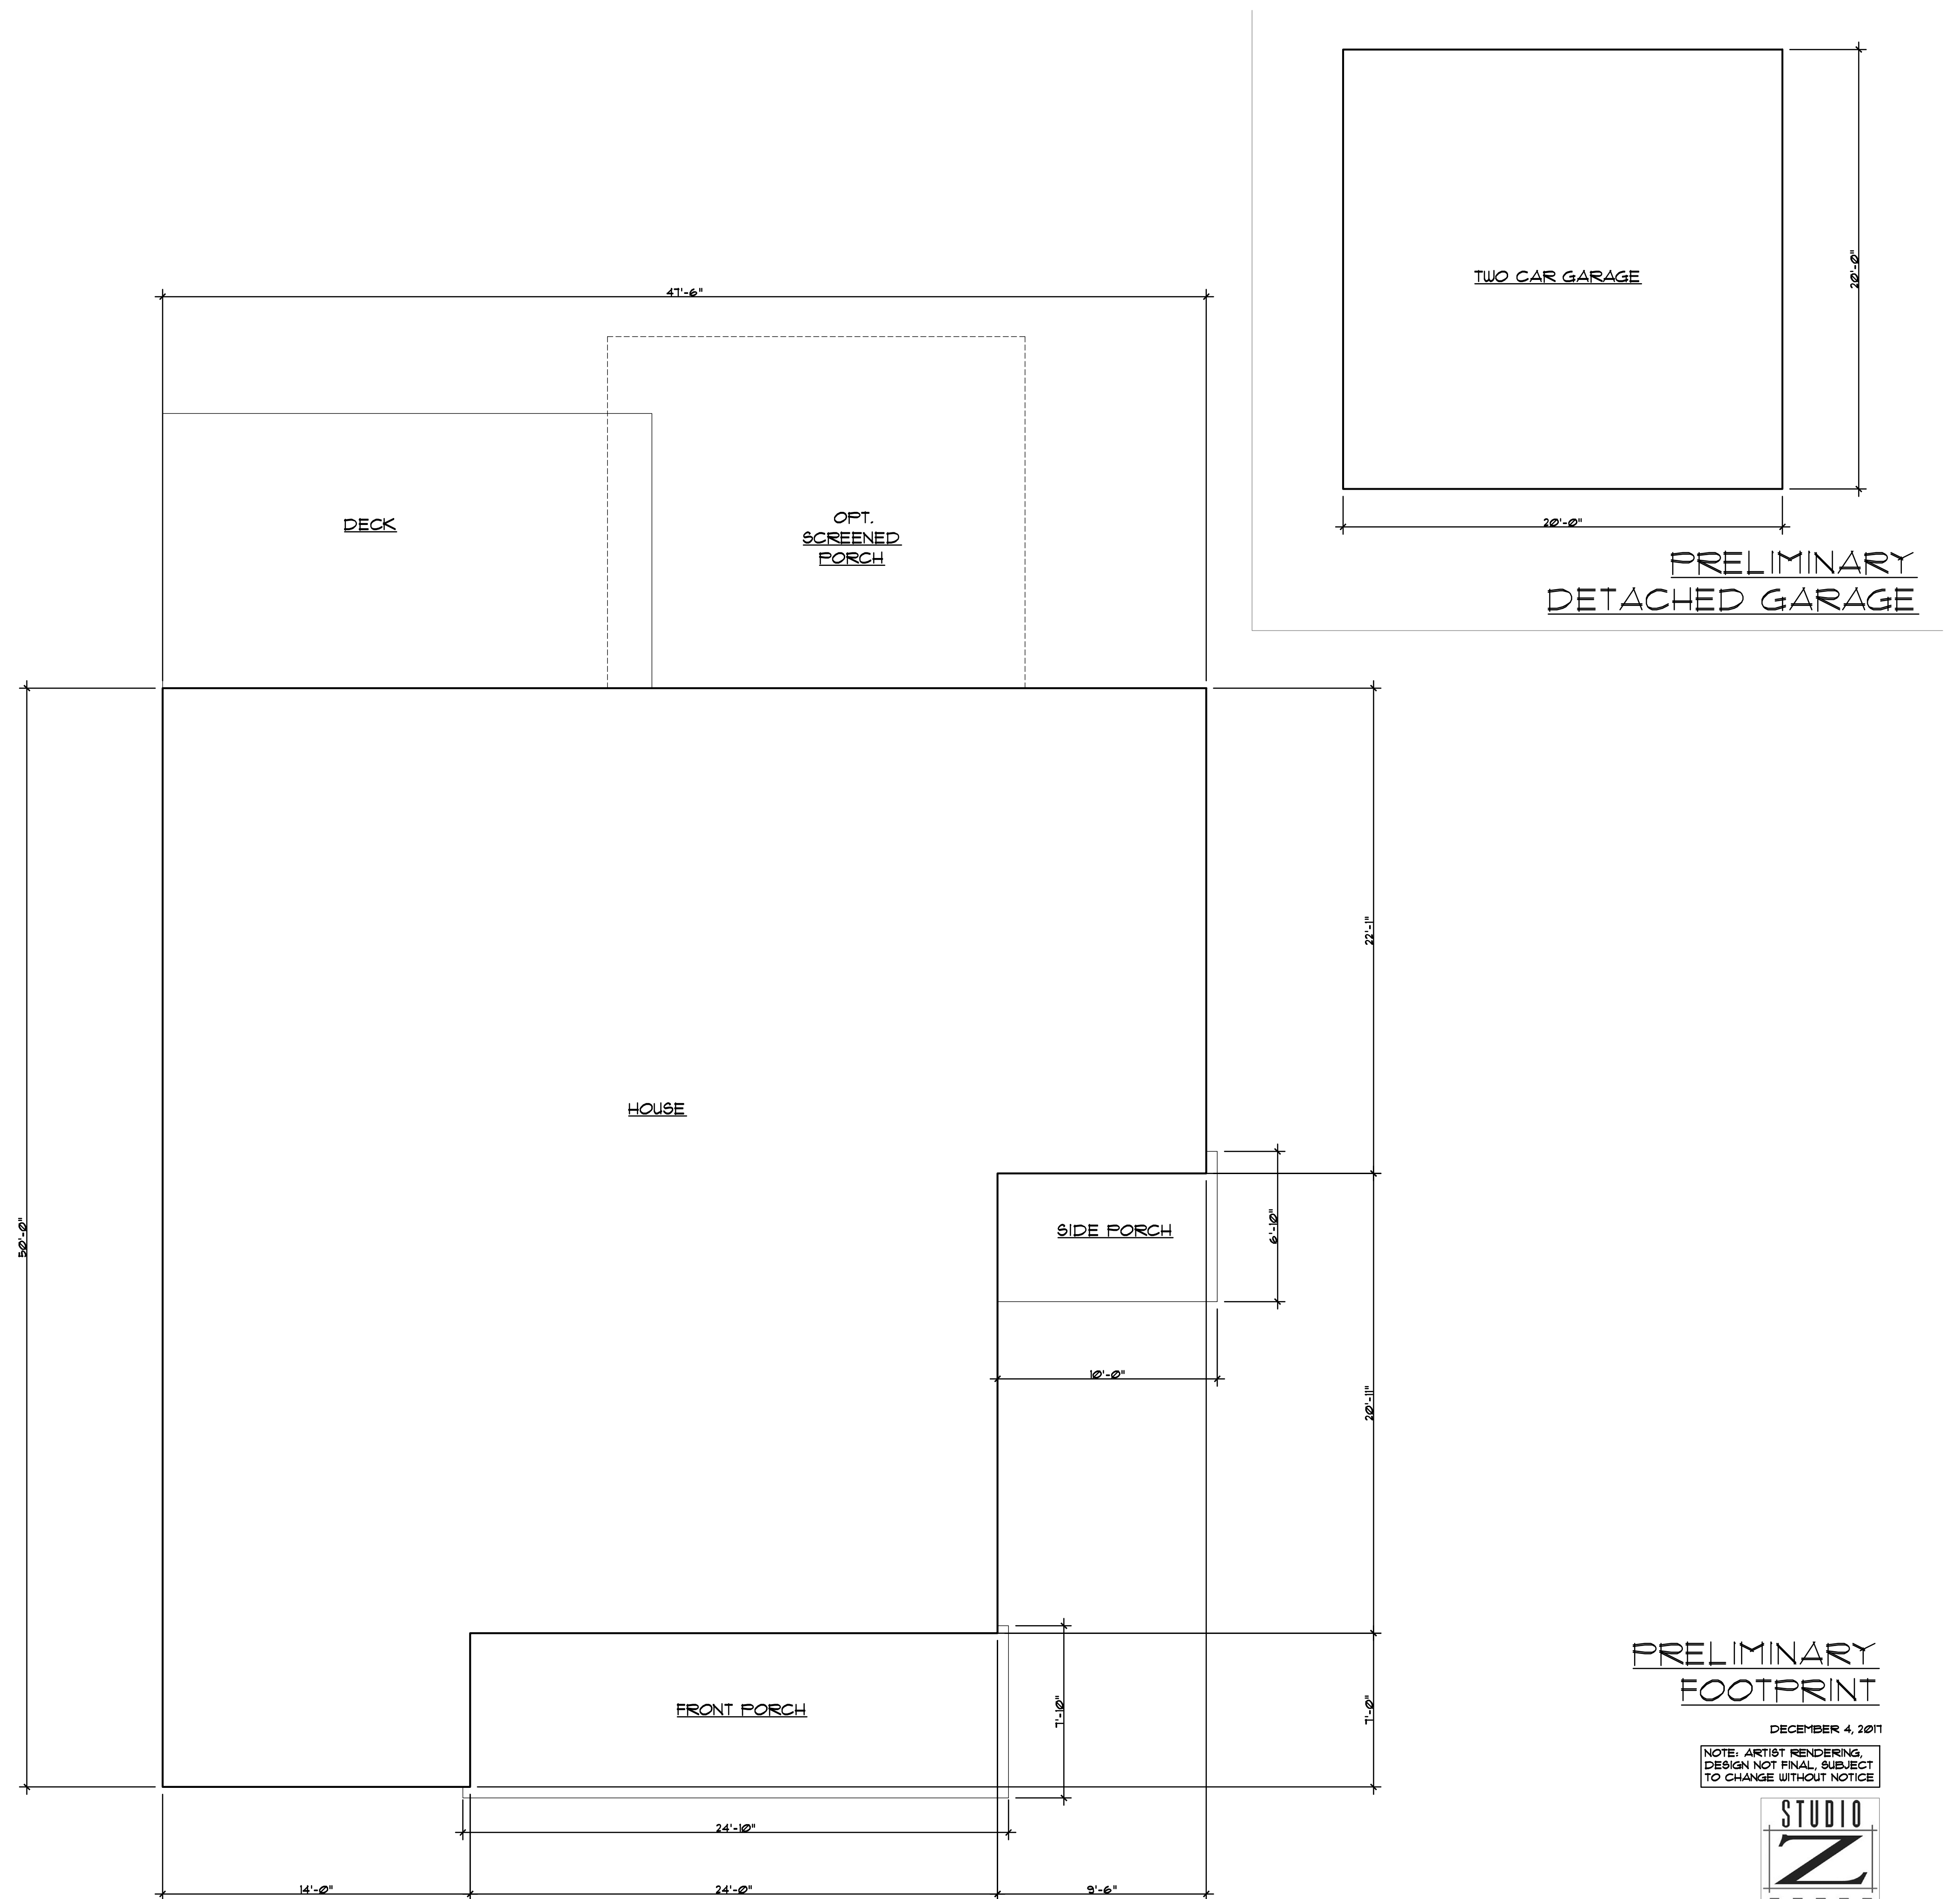 TWO CAR GARAGE
20'-0"
20'-0"
PRELIMINARY
DETACHED GARAGE
47'-6"
DECK
OPT.
SCREENED
PORCH
22'-1"
HOUSE
50'-0"
SIDE PORCH
6'-10"
10'-0"
20'-11"
FRONT PORCH
7'-10"
7'-0"
24'-10"
14'-0"
24'-0"
9'-6"
PRELIMINARY
FOOTPRINT
DECEMBER 4, 2017
NOTE: ARTIST RENDERING,
DESIGN NOT FINAL, SUBJECT
TO CHANGE WITHOUT NOTICE
STUDIO
Z